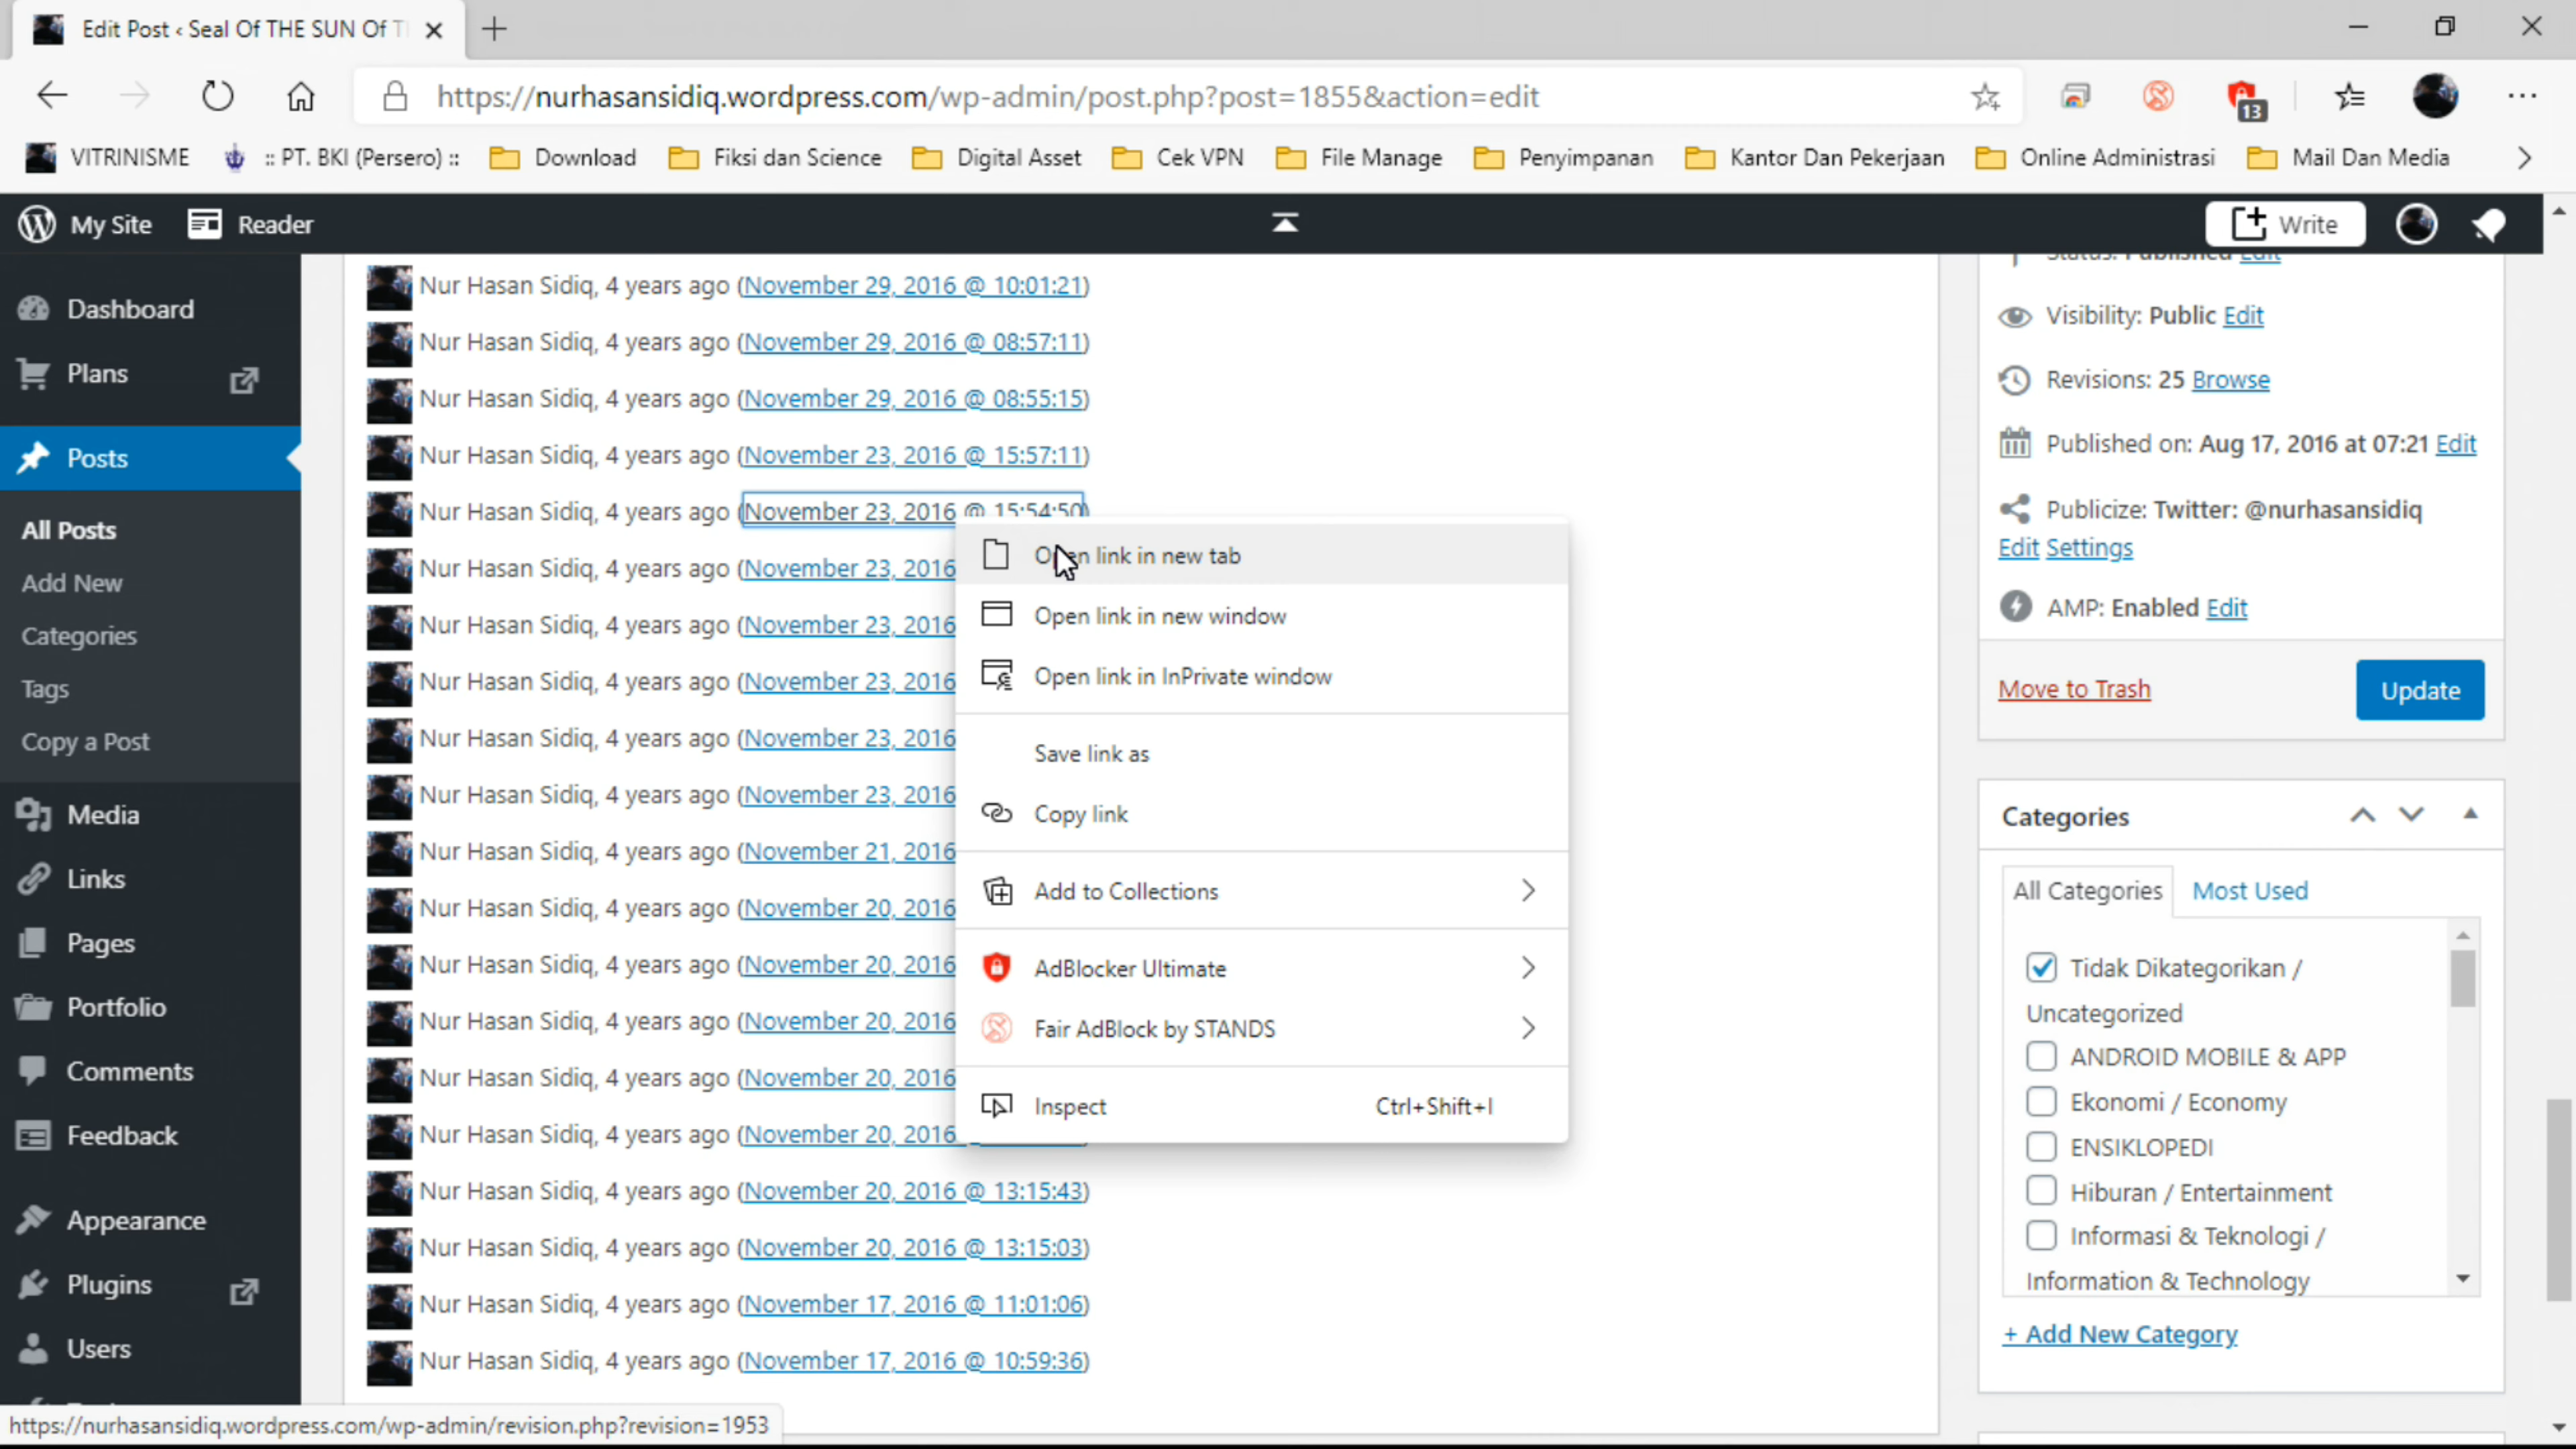 Edit Post ‹ Seal Of THE SUN Of T
https://nurhasansidiq.wordpress.com/wp-admin/post.php?post=1855&action=edit
13
VITRINISME
:: PT. BKI (Persero) ::
Download
Fiksi dan Science
Digital Asset
Cek VPN
File Manage
Penyimpanan
Kantor Dan Pekerjaan
Online Administrasi
Mail Dan Media
My Site
Reader
Write
Dashboard
Plans
Posts
All Posts
Add New
Categories
Tags
Copy a Post
Media
Links
Pages
Portfolio
Comments
Feedback
Appearance
Plugins
Users
Nur Hasan Sidiq, 4 years ago (November 29, 2016 @ 10:01:21)
Nur Hasan Sidiq, 4 years ago (November 29, 2016 @ 08:57:11)
Nur Hasan Sidiq, 4 years ago (November 29, 2016 @ 08:55:15)
Nur Hasan Sidiq, 4 years ago (November 23, 2016 @ 15:57:11)
Nur Hasan Sidiq, 4 years ago (November 23, 2016 @ 15:54:50)
Nur Hasan Sidiq, 4 years ago (November 23, 2016
Nur Hasan Sidiq, 4 years ago (November 23, 2016
Nur Hasan Sidiq, 4 years ago (November 23, 2016
Nur Hasan Sidiq, 4 years ago (November 23, 2016
Nur Hasan Sidiq, 4 years ago (November 23, 2016
Nur Hasan Sidiq, 4 years ago (November 21, 2016
Nur Hasan Sidiq, 4 years ago (November 20, 2016
Nur Hasan Sidiq, 4 years ago (November 20, 2016
Nur Hasan Sidiq, 4 years ago (November 20, 2016
Nur Hasan Sidiq, 4 years ago (November 20, 2016
Nur Hasan Sidiq, 4 years ago (November 20, 2016
Nur Hasan Sidiq, 4 years ago (November 20, 2016 @ 13:15:43)
Nur Hasan Sidiq, 4 years ago (November 20, 2016 @ 13:15:03)
Nur Hasan Sidiq, 4 years ago (November 17, 2016 @ 11:01:06)
Nur Hasan Sidiq, 4 years ago (November 17, 2016 @ 10:59:36)
Open link in new tab
Open link in new window
Open link in InPrivate window
Save link as
Copy link
Add to Collections
AdBlocker Ultimate
Fair AdBlock by STANDS
Inspect Ctrl+Shift+I
Status: Published Edit
Visibility: Public Edit
Revisions: 25 Browse
Published on: Aug 17, 2016 at 07:21 Edit
Publicize: Twitter: @nurhasansidiq
Edit Settings
AMP: Enabled Edit
Move to Trash
Update
Categories
All Categories
Most Used
Tidak Dikategorikan /
Uncategorized
ANDROID MOBILE & APP
Ekonomi / Economy
ENSIKLOPEDI
Hiburan / Entertainment
Informasi & Teknologi /
Information & Technology
+ Add New Category
https://nurhasansidiq.wordpress.com/wp-admin/revision.php?revision=1953